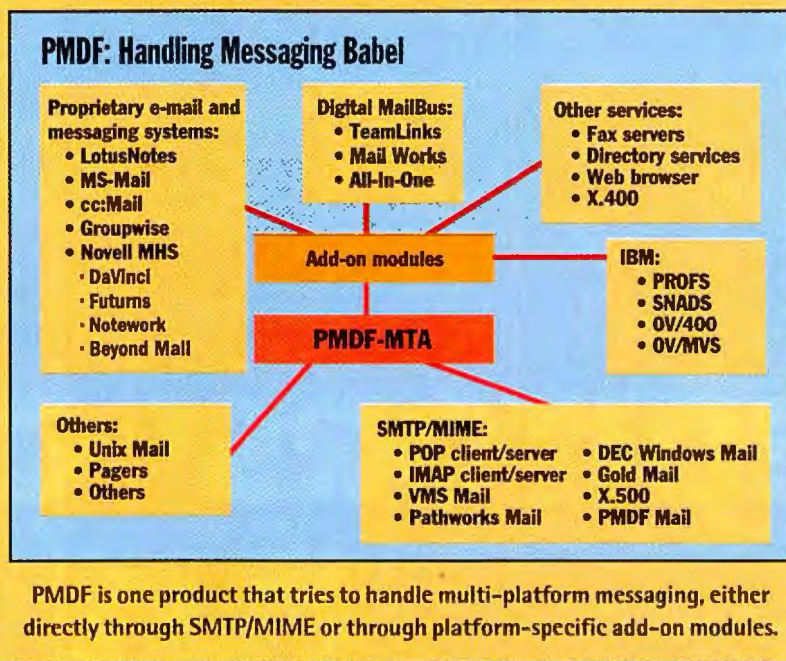 PMDF: Handling Messaging Babel
Proprietary e-mail and
messaging systems:
• LotusNotes
• MS-Mail
• cc:Mail
• Groupwise
• Novell MHS
▫ DaVinci
▫ Futurus
▫ Notework
▫ Beyond Mail
Digital MailBus:
• TeamLinks
• Mail Works
• All-In-One
Other services:
• Fax servers
• Directory services
• Web browser
• X.400
Add-on modules
IBM:
• PROFS
• SNADS
• OV/400
• OV/MVS
PMDF-MTA
Others:
• Unix Mail
• Pagers
• Others
SMTP/MIME:
• POP client/server
• IMAP client/server
• VMS Mail
• Pathworks Mail
• DEC Windows Mail
• Gold Mail
• X.500
• PMDF Mail
PMDF is one product that tries to handle multi-platform messaging, either
directly through SMTP/MIME or through platform-specific add-on modules.